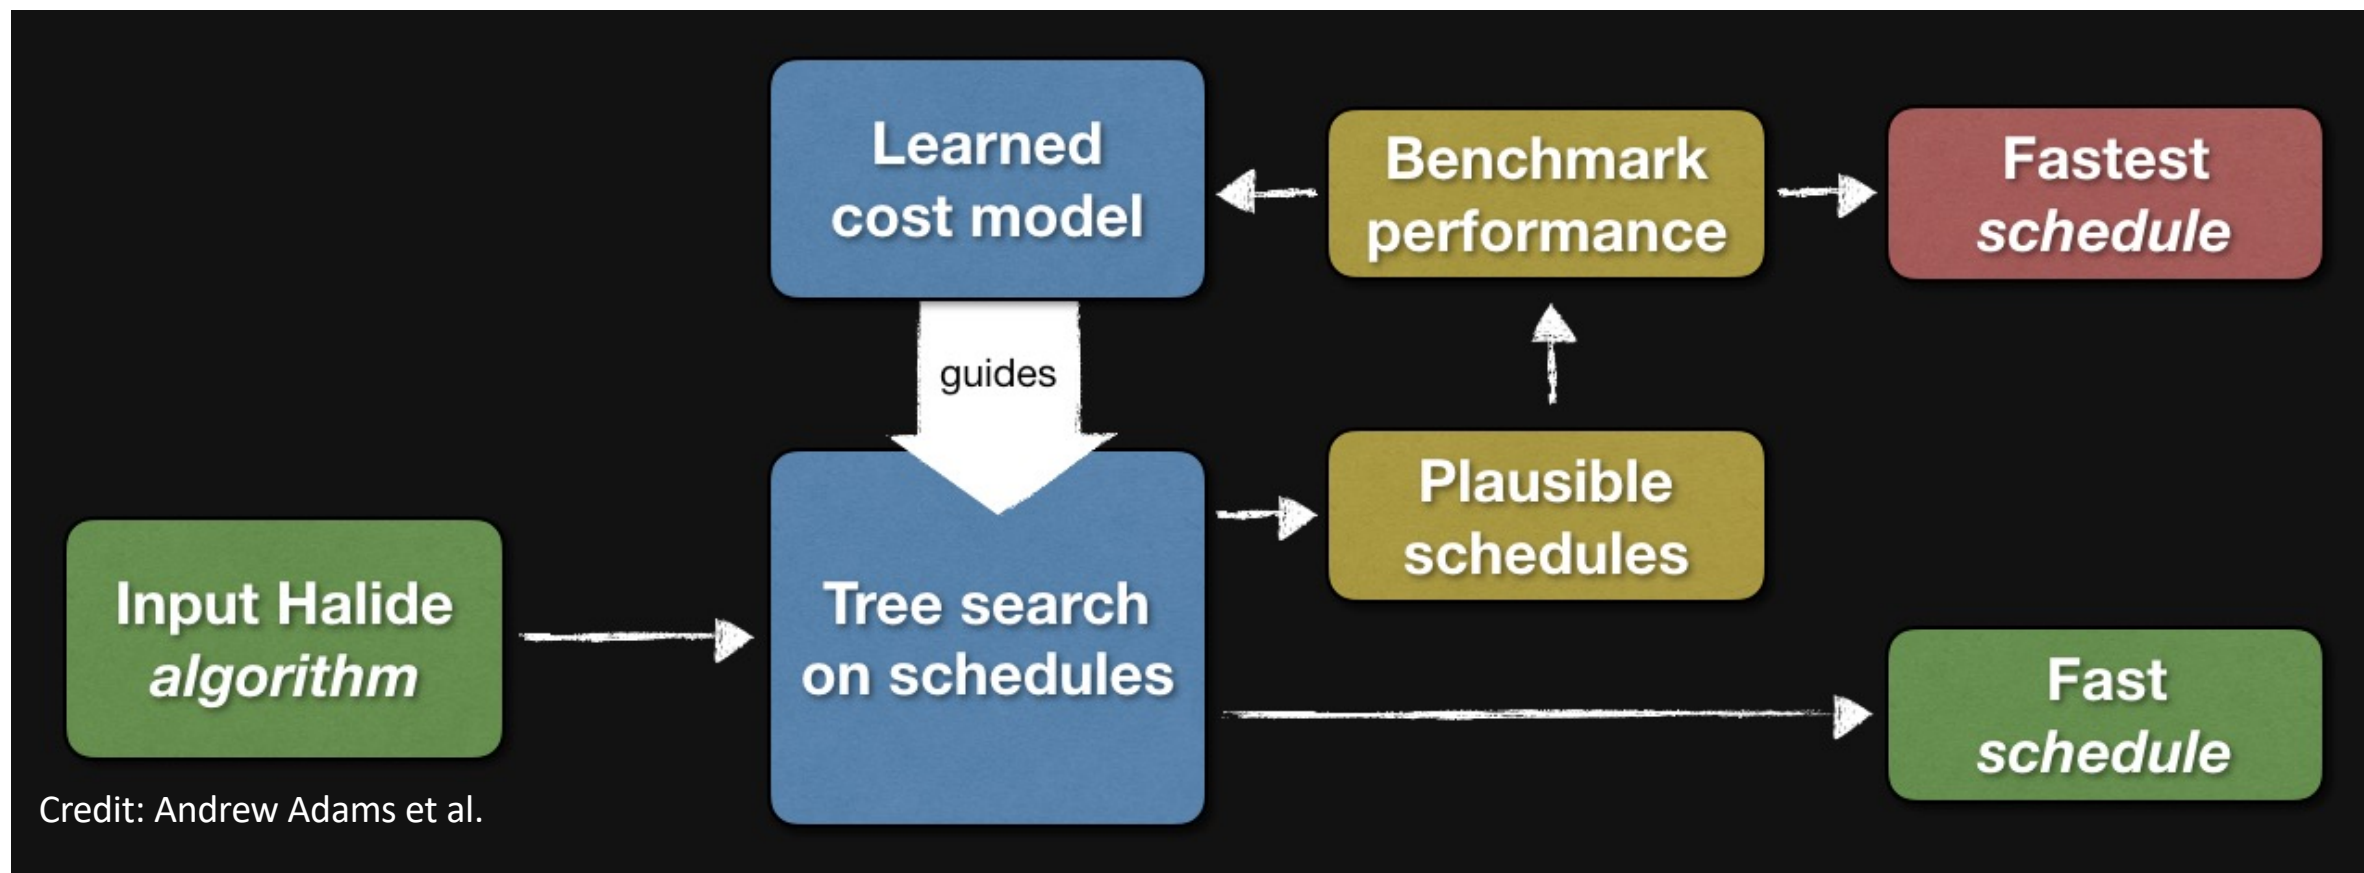 Learned
cost model
Benchmark
performance
Fastest
schedule
guides
Plausible
schedules
Input Halide
algorithm
Tree search
on schedules
Fast
schedule
Credit: Andrew Adams et al.